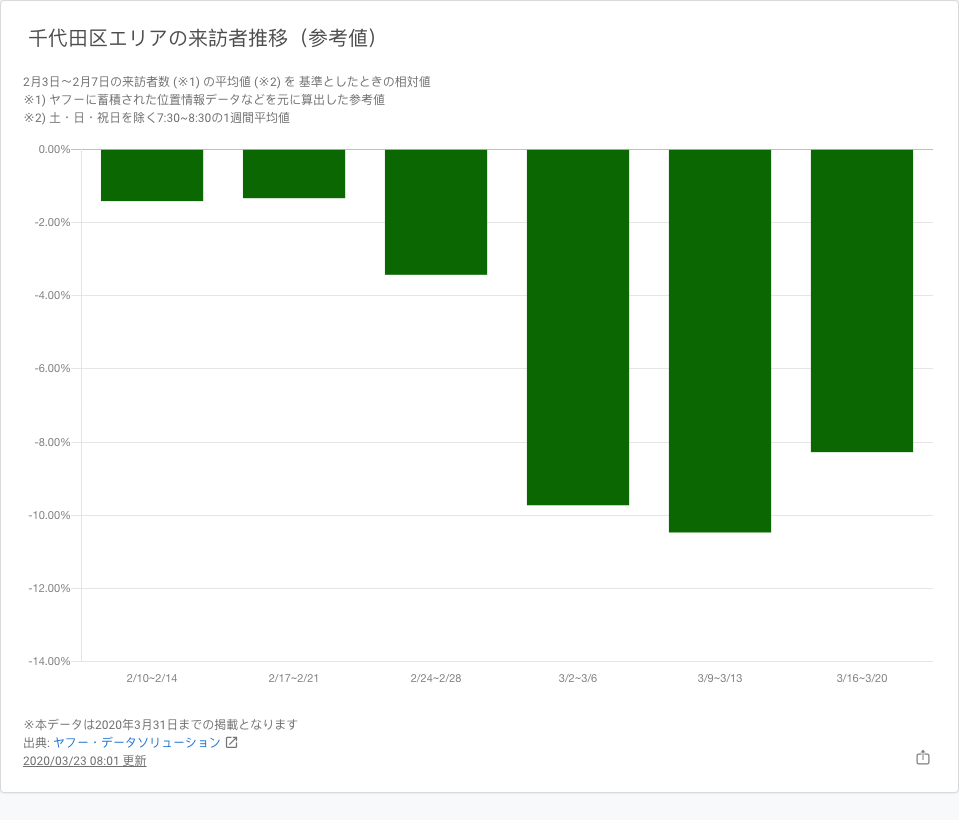 千代田区エリアの来訪者推移（参考値）
2月3日～2月7日の来訪者数 (※1) の平均値 (※2) を 基準としたときの相対値
※1) ヤフーに蓄積された位置情報データなどを元に算出した参考値
※2) 土・日・祝日を除く7:30~8:30の1週間平均値
0.00%
-2.00%
-4.00%
-6.00%
-8.00%
-10.00%
-12.00%
-14.00%
2/10~2/14 2/17~2/21 2/24~2/28 3/2~3/6 3/9~3/13 3/16~3/20
※本データは2020年3月31日までの掲載となります
出典: ヤフー・データソリューション
2020/03/23 08:01 更新